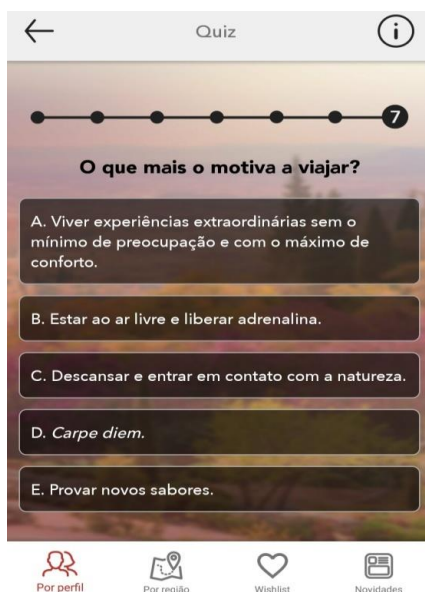 Quiz
7
O que mais o motiva a viajar?
A. Viver experiências extraordinárias sem o
mínimo de preocupação e com o máximo de
conforto.
B. Estar ao ar livre e liberar adrenalina.
C. Descansar e entrar em contato com a natureza.
D. Carpe diem.
E. Provar novos sabores.
Por perfil
Por região
Wishlist
Novidades